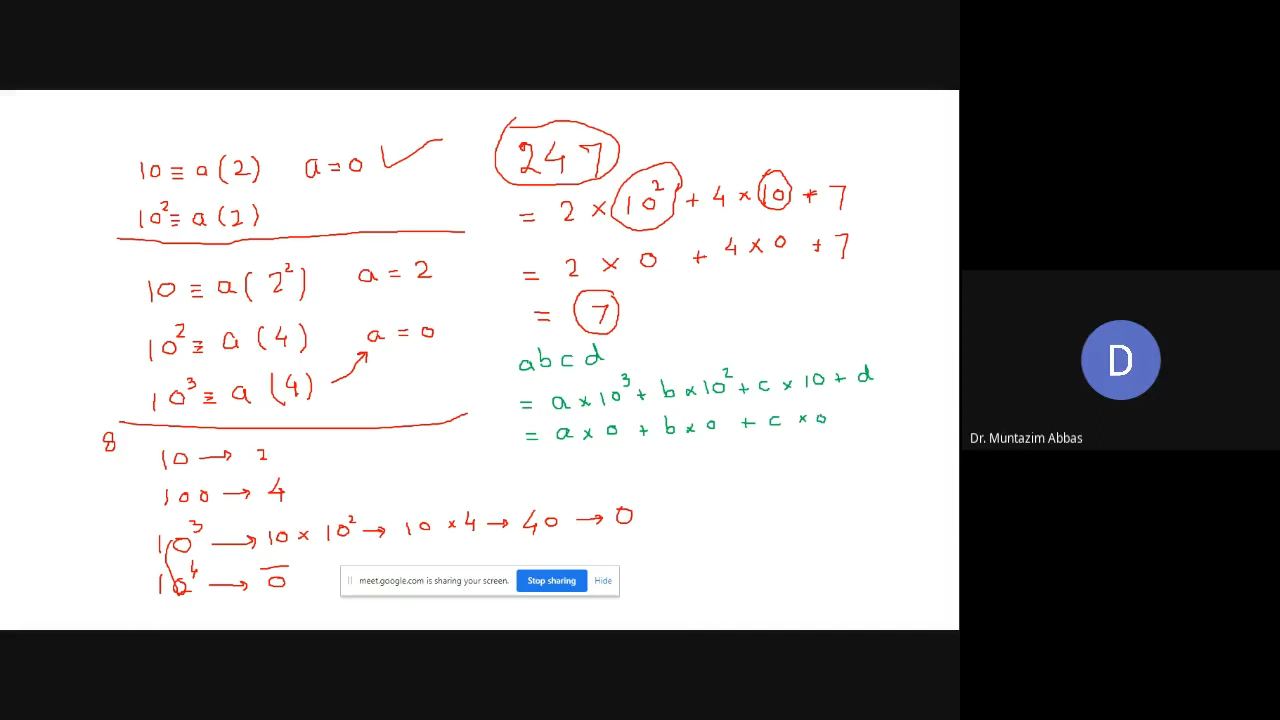 10 ≡ a (2) a = 0 ✓
10² ≡ a (2)
10 ≡ a (2²) a = 2
10² ≡ a (4) a = 0
10³ ≡ a (4)
8
10 → 2
100 → 4
10³ → 10 × 10² → 10 × 4 → 40 → 0
10⁴ → 0
247
= 2 × 10² + 4 × 10 + 7
= 2 × 0 + 4 × 0 + 7
= 7
abcd
= a × 10³ + b × 10² + c × 10 + d
= a × 0 + b × 0 + c × 0
meet.google.com is sharing your screen. Stop sharing Hide
D
Dr. Muntazim Abbas